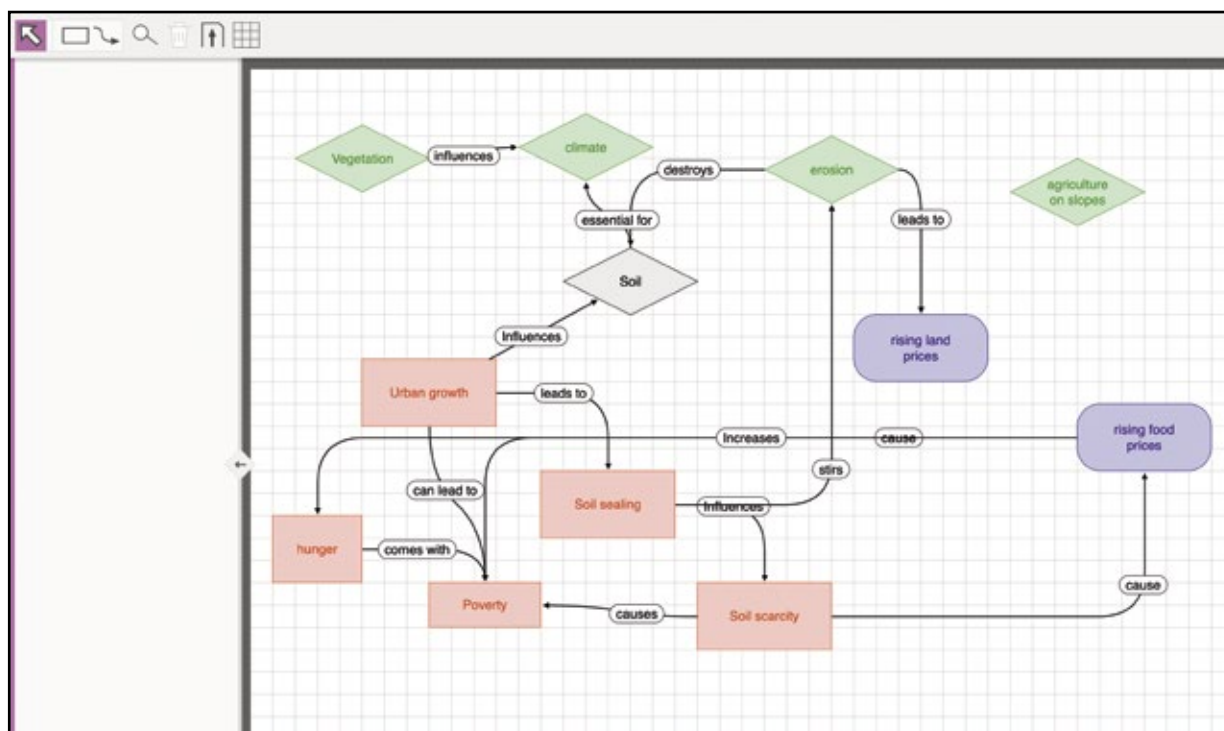 climate
Vegetation
influences
destroys
erosion
agriculture
on slopes
essential for
leads to
Soil
Influences
rising land
prices
Urban growth
leads to
rising food
prices
Increases
cause
stirs
can lead to
Soil sealing
Influences
hunger
comes with
cause
Poverty
causes
Soil scarcity